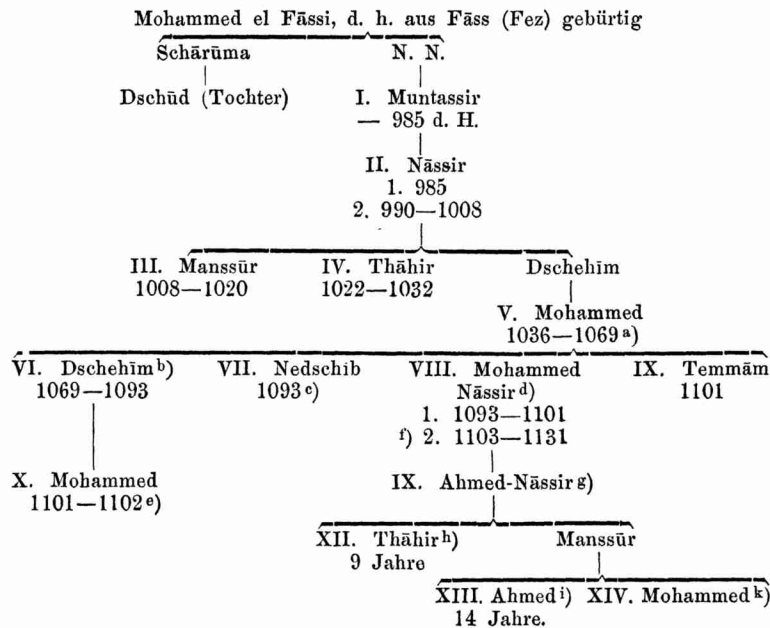 Mohammed el Fāssi, d. h. aus Fāss (Fez) gebürtig
Schārūma N. N.
Dschūd (Tochter) I. Muntassir
— 985 d. H.
II. Nāssir
1. 985
2. 990—1008
III. Manssūr IV. Thāhir Dschehīm
1008—1020 1022—1032
V. Mohammed
1036—1069 a)
VI. Dschehīm b) VII. Nedschib VIII. Mohammed IX. Temmām
1069—1093 1093 c) Nāssir d) 1101
1. 1093—1101
f) 2. 1103—1131
X. Mohammed IX. Ahmed-Nāssir g)
1101—1102 e)
XII. Thāhir h) Manssūr
9 Jahre
XIII. Ahmed i) XIV. Mohammed k)
14 Jahre.